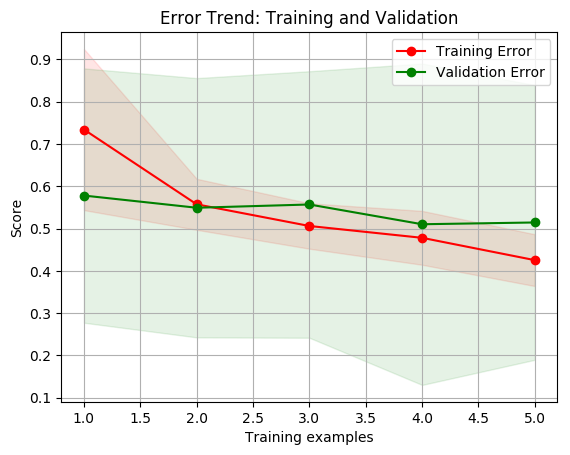 Error Trend: Training and Validation
Training Error
Validation Error
Score
0.9
0.8
0.7
0.6
0.5
0.4
0.3
0.2
0.1
1.0 1.5 2.0 2.5 3.0 3.5 4.0 4.5 5.0
Training examples